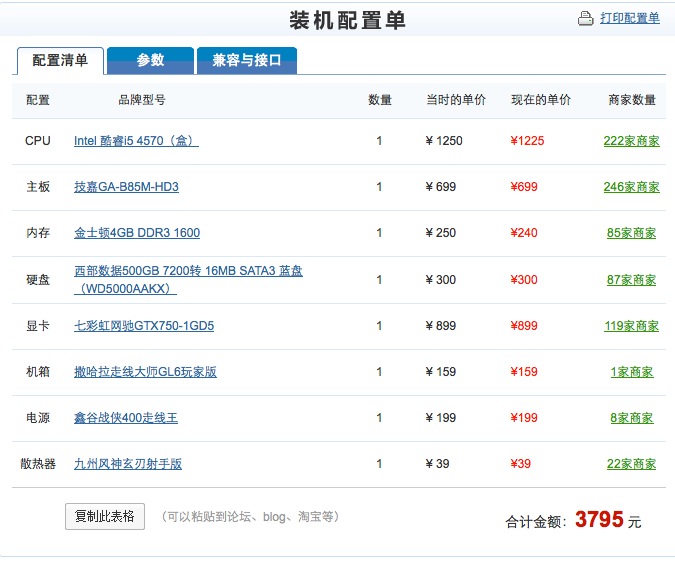 装机配置单
打印配置单
配置清单 参数 兼容与接口
配置 品牌型号 数量 当时的单价 现在的单价 商家数量
CPU Intel 酷睿i5 4570（盒） 1 ¥ 1250 ¥1225 222家商家
主板 技嘉GA-B85M-HD3 1 ¥ 699 ¥699 246家商家
内存 金士顿4GB DDR3 1600 1 ¥ 250 ¥240 85家商家
硬盘 西部数据500GB 7200转 16MB SATA3 蓝盘
（WD5000AAKX） 1 ¥ 300 ¥300 87家商家
显卡 七彩虹网驰GTX750-1GD5 1 ¥ 899 ¥899 119家商家
机箱 撒哈拉走线大师GL6玩家版 1 ¥ 159 ¥159 1家商家
电源 鑫谷战侠400走线王 1 ¥ 199 ¥199 8家商家
散热器 九州风神玄刃射手版 1 ¥ 39 ¥39 22家商家
复制此表格 （可以粘贴到论坛、blog、淘宝等）
合计金额：3795 元